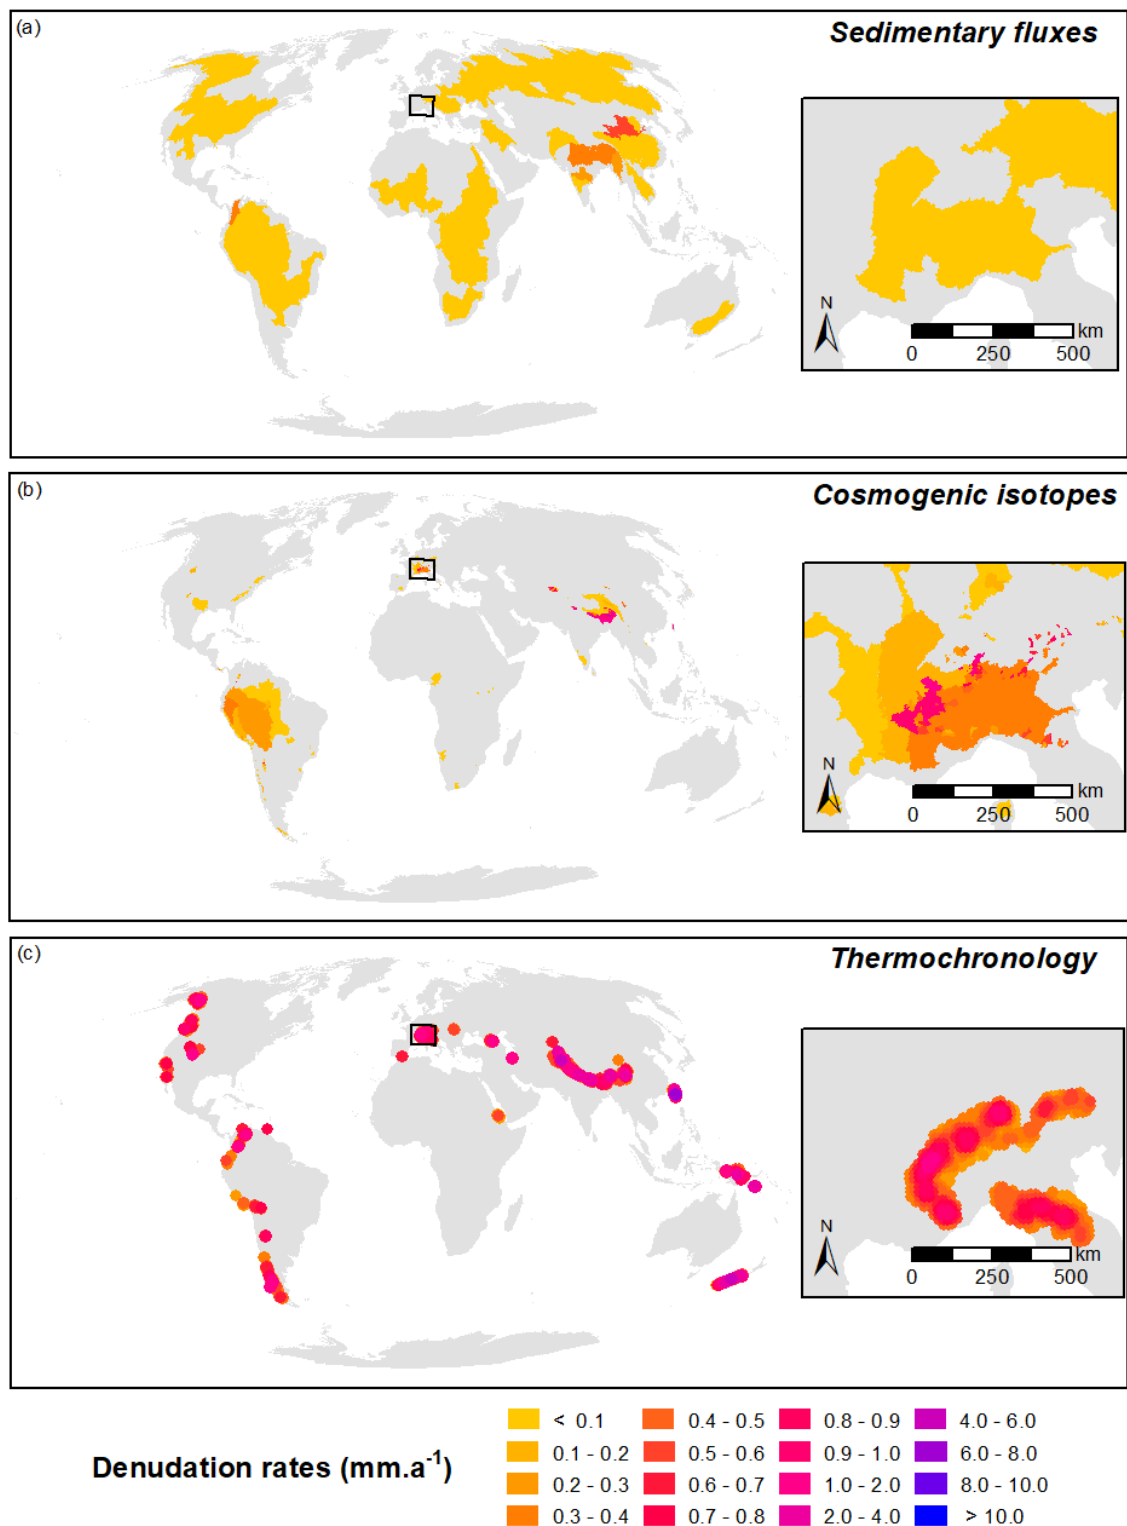 (a)
Sedimentary fluxes
N
km
0 250 500
(b)
Cosmogenic isotopes
N
km
0 250 500
(c)
Thermochronology
N
km
0 250 500
Denudation rates (mm.a⁻¹)
< 0.1
0.1 - 0.2
0.2 - 0.3
0.3 - 0.4
0.4 - 0.5
0.5 - 0.6
0.6 - 0.7
0.7 - 0.8
0.8 - 0.9
0.9 - 1.0
1.0 - 2.0
2.0 - 4.0
4.0 - 6.0
6.0 - 8.0
8.0 - 10.0
> 10.0